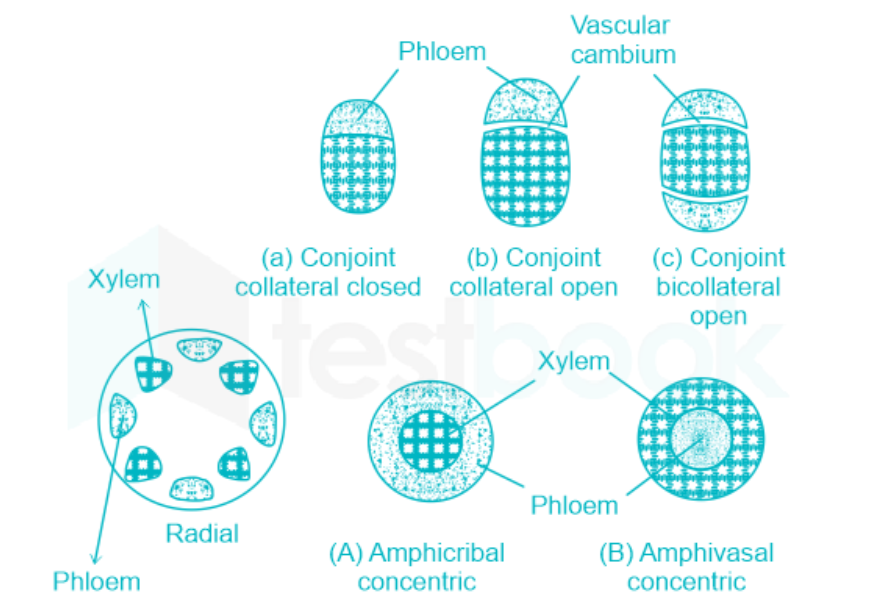 Vascular
cambium
Phloem
(a) Conjoint
collateral closed
(b) Conjoint
collateral open
(c) Conjoint
bicollateral
open
Xylem
testbook
Xylem
Phloem
Radial
Phloem
(A) Amphicribal
concentric
(B) Amphivasal
concentric